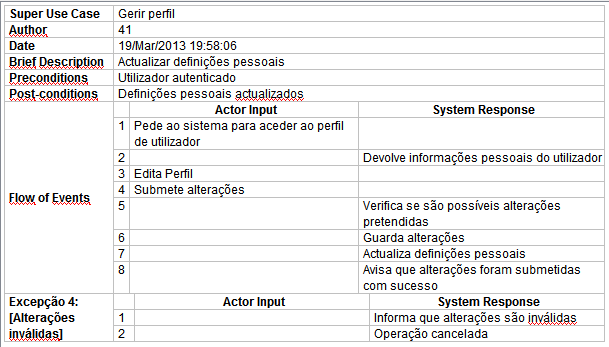 Super Use Case Gerir perfil
Author 41
Date 19/Mar/2013 19:58:06
Brief Description Actualizar definições pessoais
Preconditions Utilizador autenticado
Post-conditions Definições pessoais actualizados
Flow of Events
Actor Input System Response
1 Pede ao sistema para aceder ao perfil
de utilizador
2 Devolve informações pessoais do utilizador
3 Edita Perfil
4 Submete alterações
5 Verifica se são possíveis alterações
pretendidas
6 Guarda alterações
7 Actualiza definições pessoais
8 Avisa que alterações foram submetidas
com sucesso
Excepção 4:
[Alterações
inválidas]
Actor Input System Response
1 Informa que alterações são inválidas
2 Operação cancelada